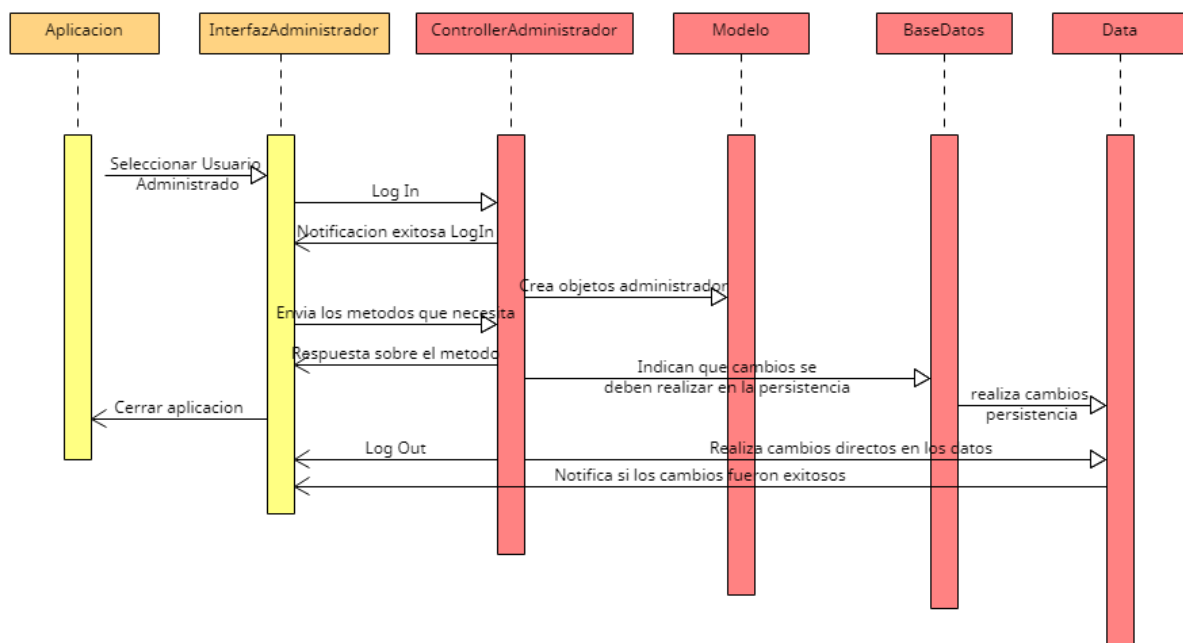 Aplicacion
InterfazAdministrador
ControllerAdministrador
Modelo
BaseDatos
Data
Seleccionar Usuario
Administrado
Log In
Notificacion exitosa LogIn
Crea objetos administrador
Envia los metodos que necesita
Respuesta sobre el metodo
Indican que cambios se
deben realizar en la persistencia
realiza cambios
persistencia
Cerrar aplicacion
Log Out
Realiza cambios directos en los datos
Notifica si los cambios fueron exitosos